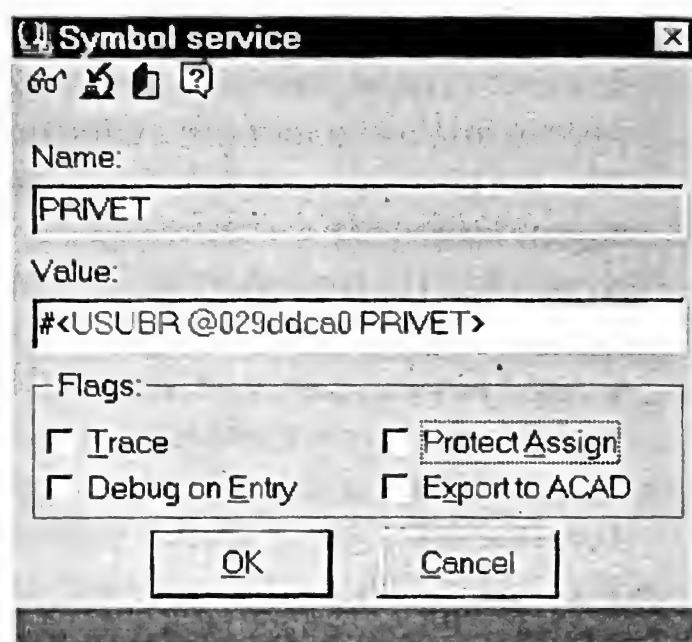 Symbol service
Name:
PRIVET
Value:
#<USUBR @029ddca0 PRIVET>
Flags:
Trace
Protect Assign
Debug on Entry
Export to ACAD
OK
Cancel